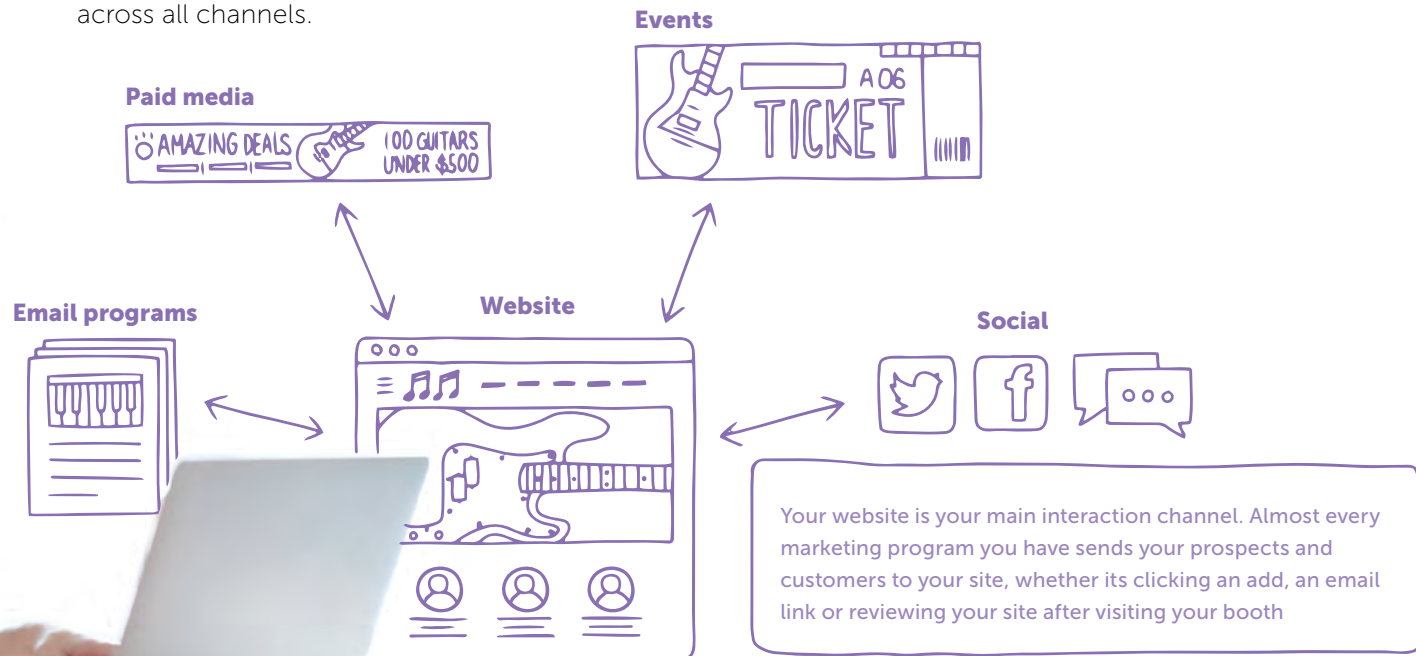 across all channels.
Events
Paid media
A 06
TICKET
AMAZING DEALS
100 GUITARS
UNDER $500
Email programs
Website
Social
Your website is your main interaction channel. Almost every
marketing program you have sends your prospects and
customers to your site, whether its clicking an add, an email
link or reviewing your site after visiting your booth